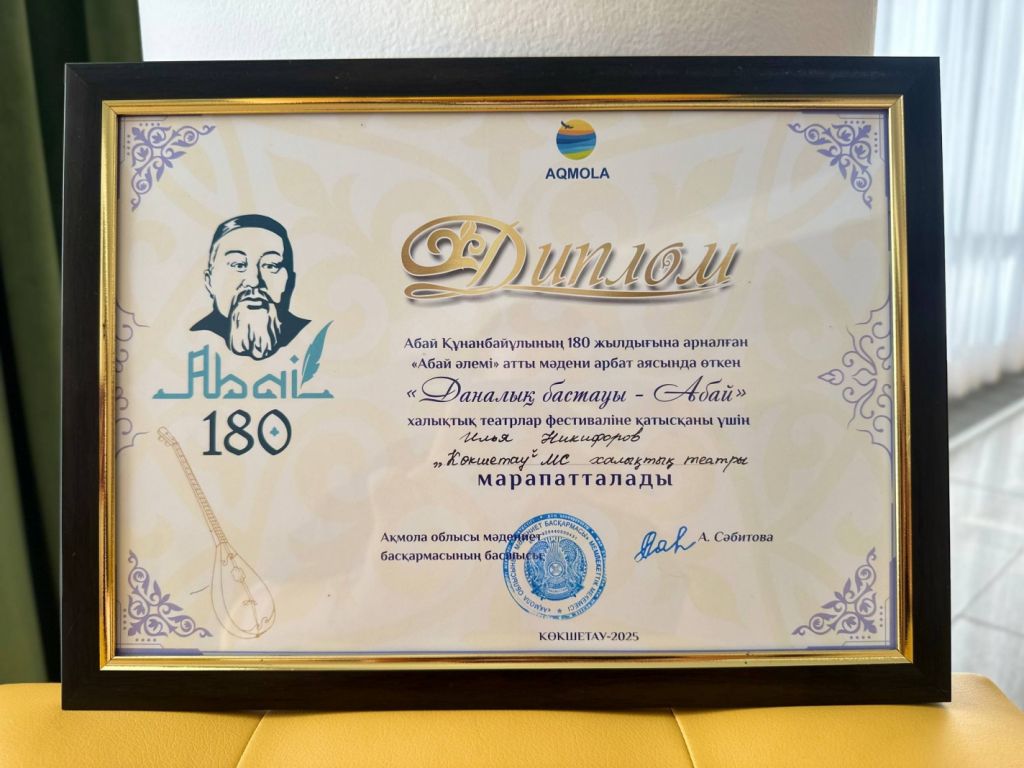 AQMOLA
Диплом
Abai
180
Абай Құнанбайұлының 180 жылдығына арналған
«Абай әлемі» атты мәдени арбат аясында өткен
«Даналық бастауы - Абай»
халықтық театрлар фестиваліне қатысқаны үшін
Илья Никифоров
„Көкшетау" МС халықтық театры
марапатталады
Ақмола облысы мәдениет
басқармасының басшысы
А. Сәбитова
КӨКШЕТАУ-2025